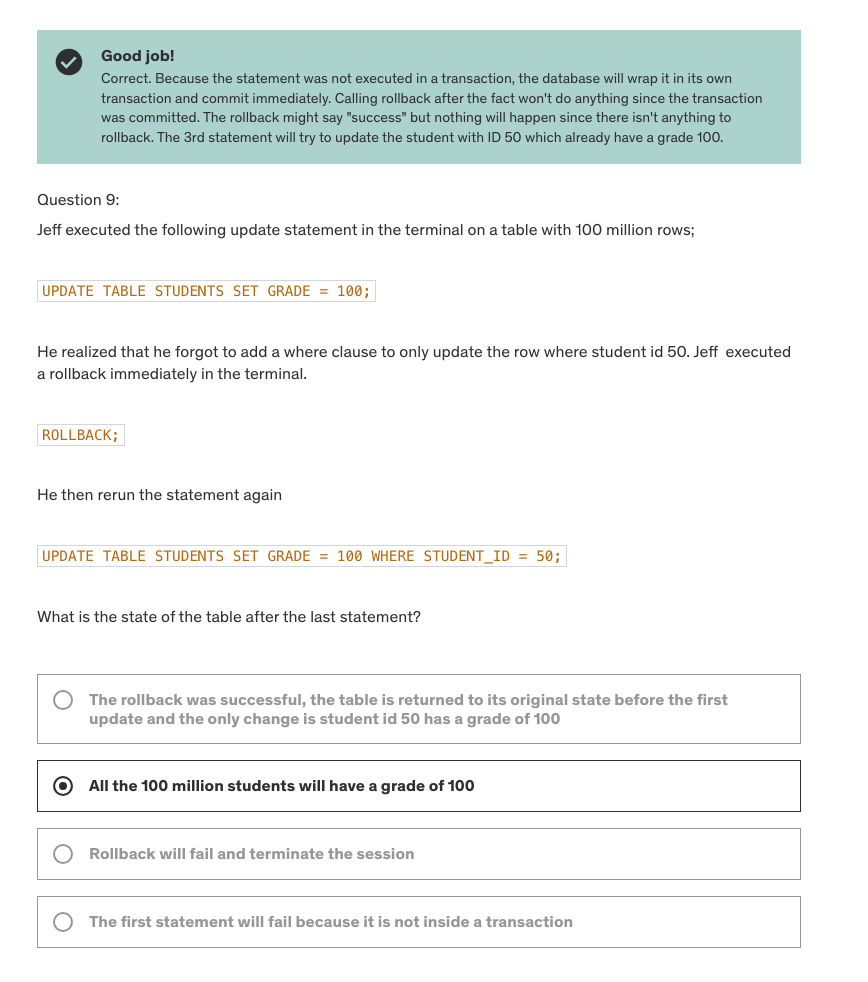 Good job!
Correct. Because the statement was not executed in a transaction, the database will wrap it in its own
transaction and commit immediately. Calling rollback after the fact won't do anything since the transaction
was committed. The rollback might say "success" but nothing will happen since there isn't anything to
rollback. The 3rd statement will try to update the student with ID 50 which already have a grade 100.
Question 9:
Jeff executed the following update statement in the terminal on a table with 100 million rows;
UPDATE TABLE STUDENTS SET GRADE = 100;
He realized that he forgot to add a where clause to only update the row where student id 50. Jeff  executed
a rollback immediately in the terminal.
ROLLBACK;
He then rerun the statement again
UPDATE TABLE STUDENTS SET GRADE = 100 WHERE STUDENT_ID = 50;
What is the state of the table after the last statement?
The rollback was successful, the table is returned to its original state before the first
update and the only change is student id 50 has a grade of 100
All the 100 million students will have a grade of 100
Rollback will fail and terminate the session
The first statement will fail because it is not inside a transaction